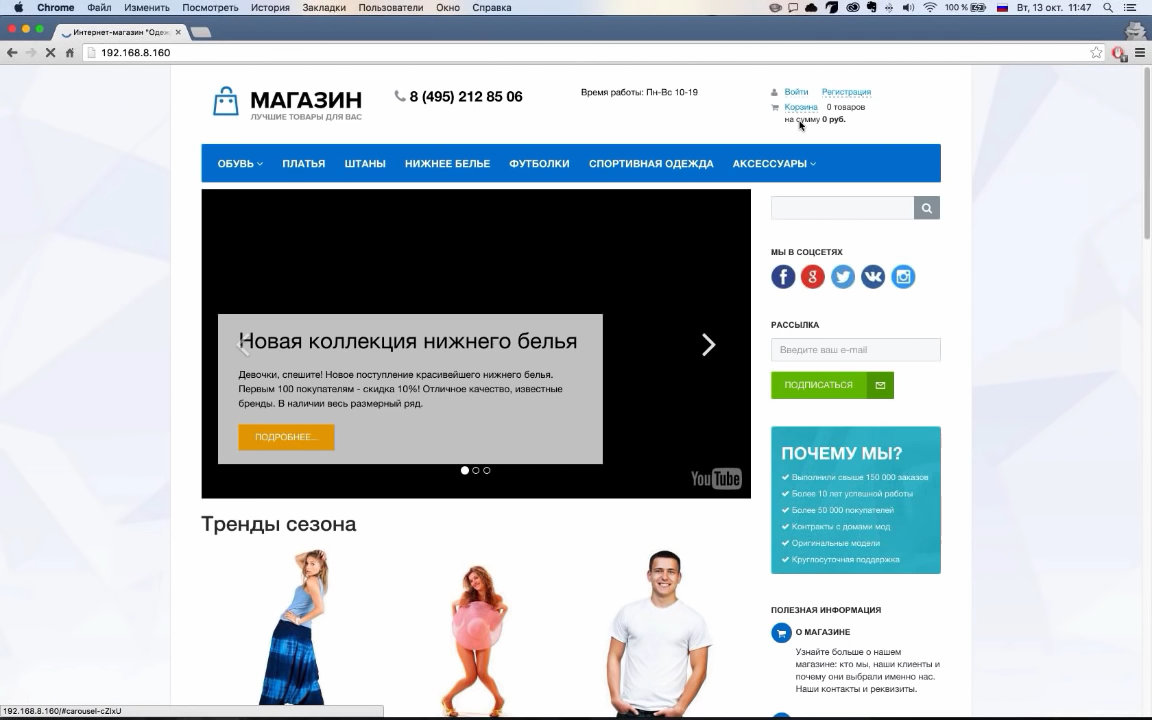 Chrome Файл Изменить Посмотреть История Закладки Пользователи Окно Справка 100 % Вт, 13 окт. 11:47
Интернет-магазин "Одеж
192.168.8.160
МАГАЗИН
ЛУЧШИЕ ТОВАРЫ ДЛЯ ВАС
8 (495) 212 85 06
Время работы: Пн-Вс 10-19
Войти Регистрация
Корзина 0 товаров
на сумму 0 руб.
ОБУВЬ ПЛАТЬЯ ШТАНЫ НИЖНЕЕ БЕЛЬЕ ФУТБОЛКИ СПОРТИВНАЯ ОДЕЖДА АКСЕССУАРЫ
Новая коллекция нижнего белья
Девочки, спешите! Новое поступление красивейшего нижнего белья.
Первым 100 покупателям - скидка 10%! Отличное качество, известные
бренды. В наличии весь размерный ряд.
ПОДРОБНЕЕ...
YouTube
Тренды сезона
МЫ В СОЦСЕТЯХ
РАССЫЛКА
Введите ваш e-mail
ПОДПИСАТЬСЯ
ПОЧЕМУ МЫ?
Выполнили свыше 150 000 заказов
Более 10 лет успешной работы
Более 50 000 покупателей
Контракты с домами мод
Оригинальные модели
Круглосуточная поддержка
ПОЛЕЗНАЯ ИНФОРМАЦИЯ
О МАГАЗИНЕ
Узнайте больше о нашем
магазине: кто мы, наши клиенты и
почему они выбрали именно нас.
Наши контакты и реквизиты.
192.168.8.160/#carousel-cZIxU